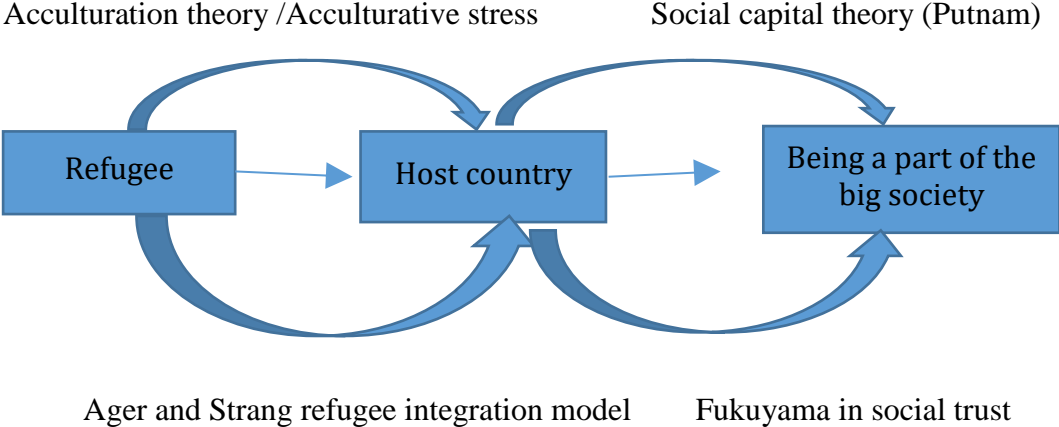 Acculturation theory /Acculturative stress
Social capital theory (Putnam)
Refugee
Host country
Being a part of the
big society
Ager and Strang refugee integration model
Fukuyama in social trust